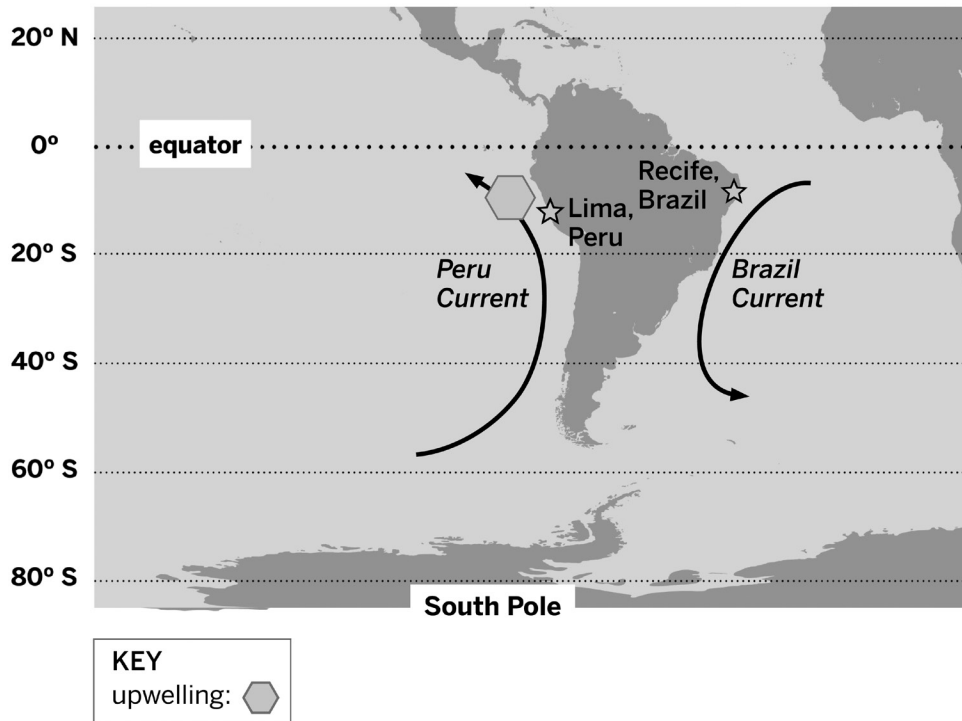 20º N
0º
equator
Recife,
Brazil
Lima,
Peru
20º S
Peru
Current
Brazil
Current
40º S
60º S
80º S
South Pole
KEY
upwelling: